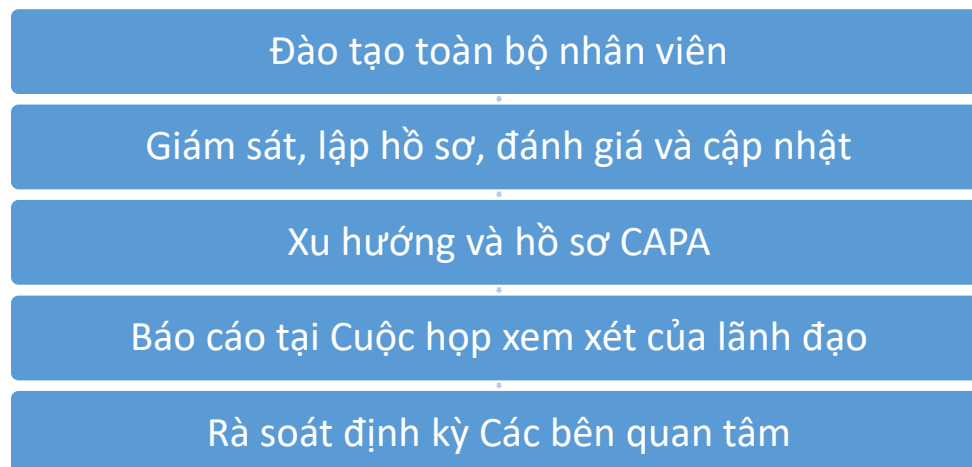 Đào tạo toàn bộ nhân viên
Giám sát, lập hồ sơ, đánh giá và cập nhật
Xu hướng và hồ sơ CAPA
Báo cáo tại Cuộc họp xem xét của lãnh đạo
Rà soát định kỳ Các bên quan tâm